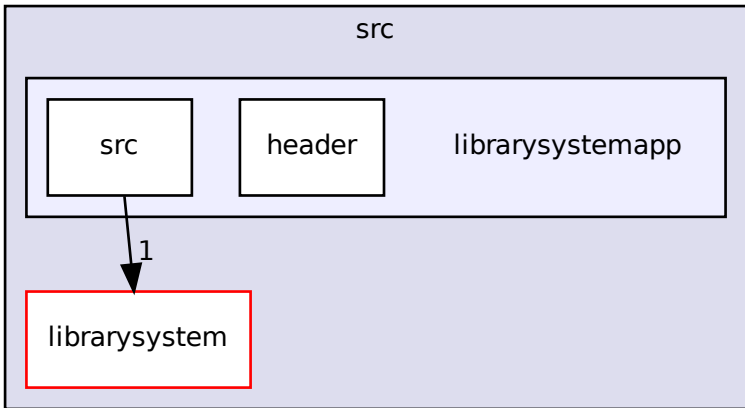 src
src
header
librarysystemapp
1
librarysystem